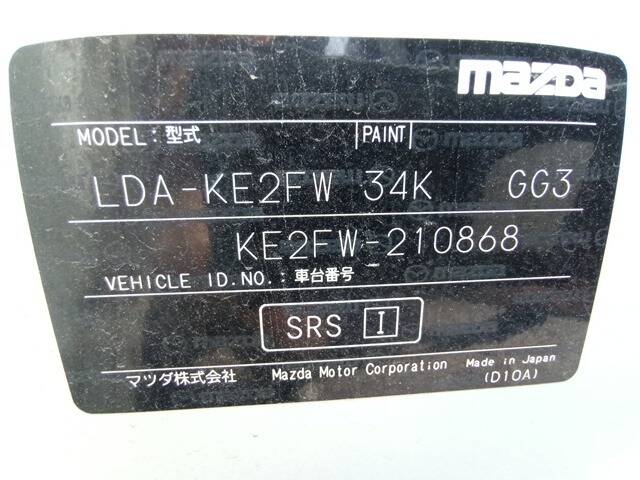 mazda
MODEL: 型式 PAINT
LDA-KE2FW 34K GG3
KE2FW-210868
VEHICLE ID.NO.: 車台番号
SRS I
マツダ株式会社 Mazda Motor Corporation Made in Japan
(D10A)